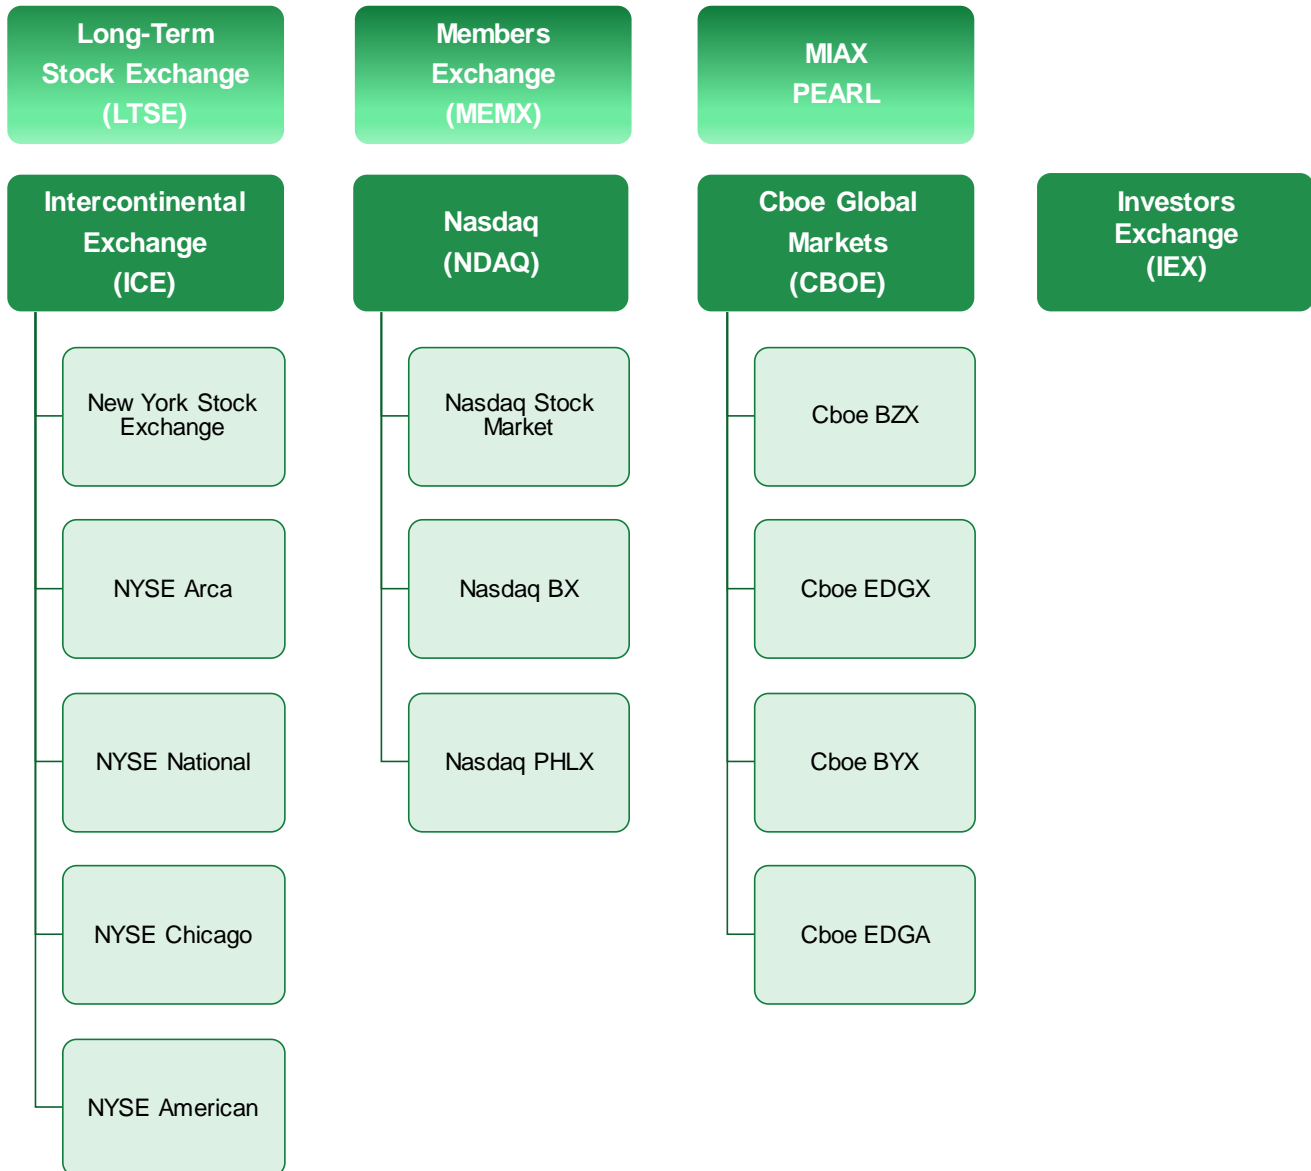 Long-Term
Stock Exchange
(LTSE)
Members
Exchange
(MEMX)
MIAX
PEARL
Intercontinental
Exchange
(ICE)
Nasdaq
(NDAQ)
Cboe Global
Markets
(CBOE)
Investors
Exchange
(IEX)
New York Stock
Exchange
Nasdaq Stock
Market
Cboe BZX
NYSE Arca
Nasdaq BX
Cboe EDGX
NYSE National
Nasdaq PHLX
Cboe BYX
NYSE Chicago
Cboe EDGA
NYSE American